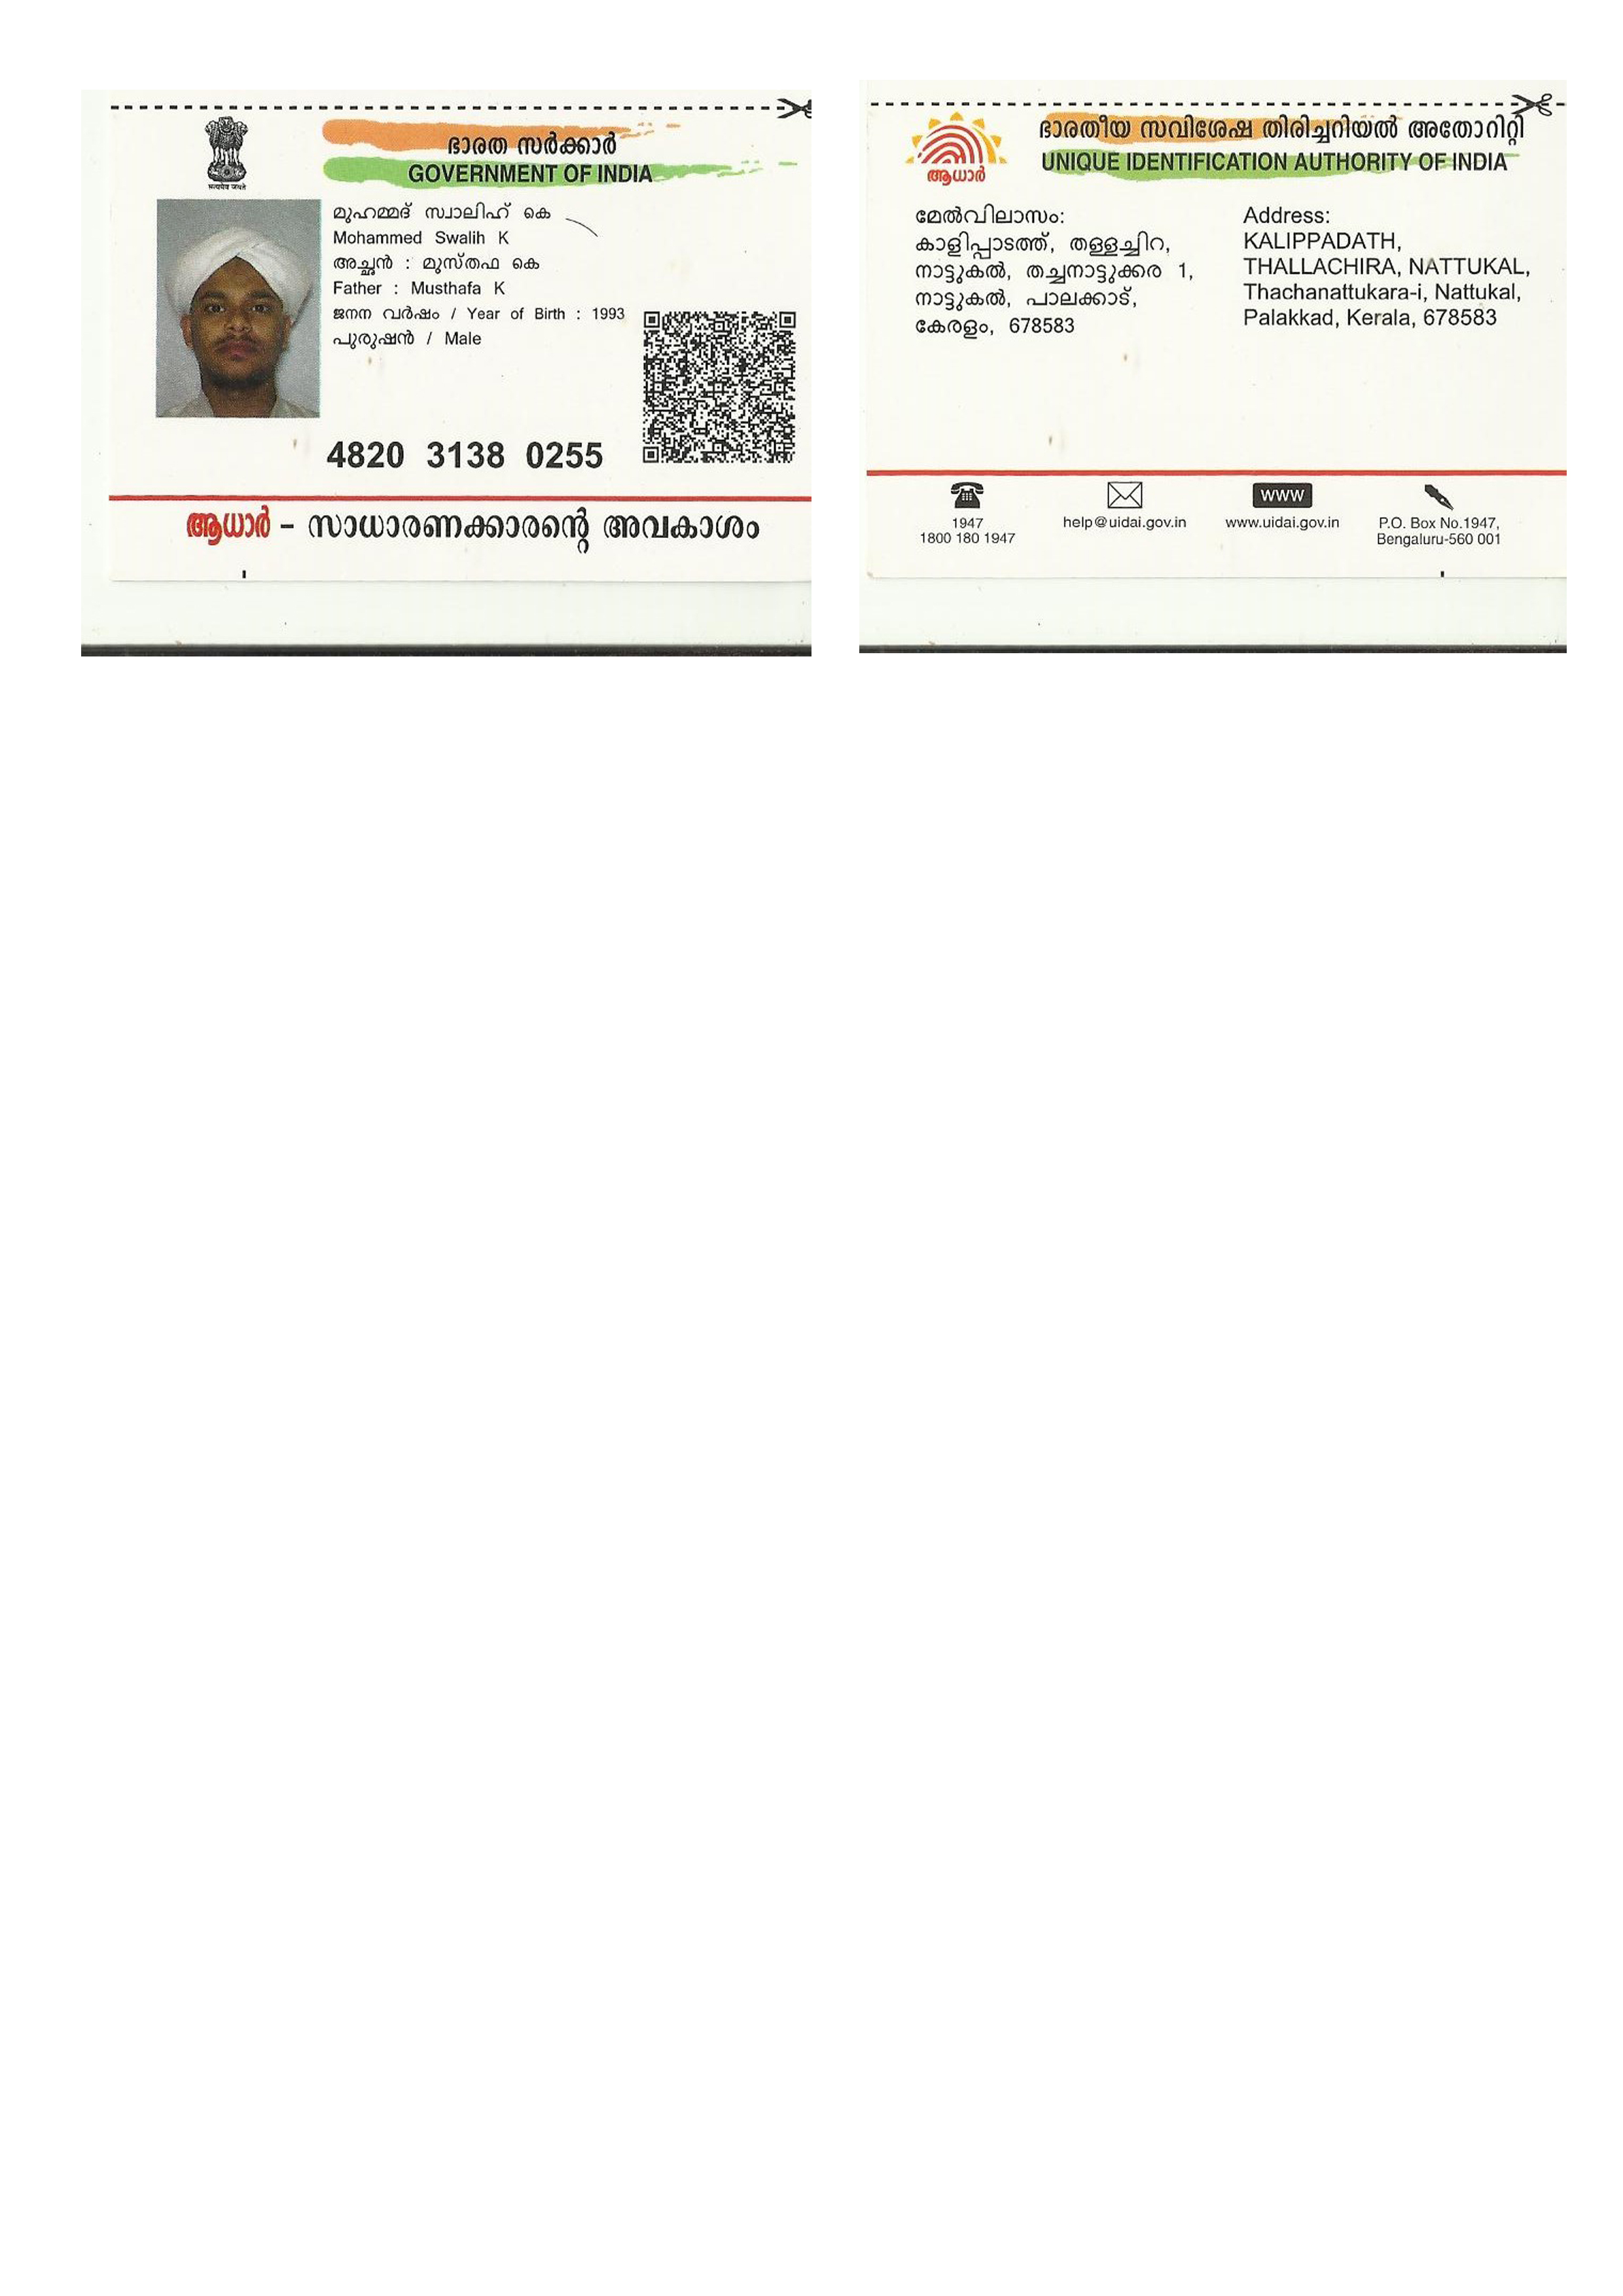 ഭാരത സർക്കാർ
GOVERNMENT OF INDIA
सत्यमेव जयते
മുഹമ്മദ് സ്വാലിഹ് കെ
Mohammed Swalih K
അച്ഛൻ : മുസ്തഫ കെ
Father : Musthafa K
ജനന വർഷം / Year of Birth : 1993
പുരുഷൻ / Male
4820 3138 0255
ആധാർ – സാധാരണക്കാരന്റെ അവകാശം
ഭാരതീയ സവിശേഷ തിരിച്ചറിയൽ അതോറിറ്റി
UNIQUE IDENTIFICATION AUTHORITY OF INDIA
ആധാർ
മേൽവിലാസം:
കാളിപ്പാടത്ത്, തള്ളച്ചിറ,
നാട്ടുകൽ, തച്ചനാട്ടുക്കര 1,
നാട്ടുകൽ, പാലക്കാട്,
കേരളം, 678583
Address:
KALIPPADATH,
THALLACHIRA, NATTUKAL,
Thachanattukara-i, Nattukal,
Palakkad, Kerala, 678583
1947
1800 180 1947
help@uidai.gov.in
WWW
www.uidai.gov.in
P.O. Box No.1947,
Bengaluru-560 001